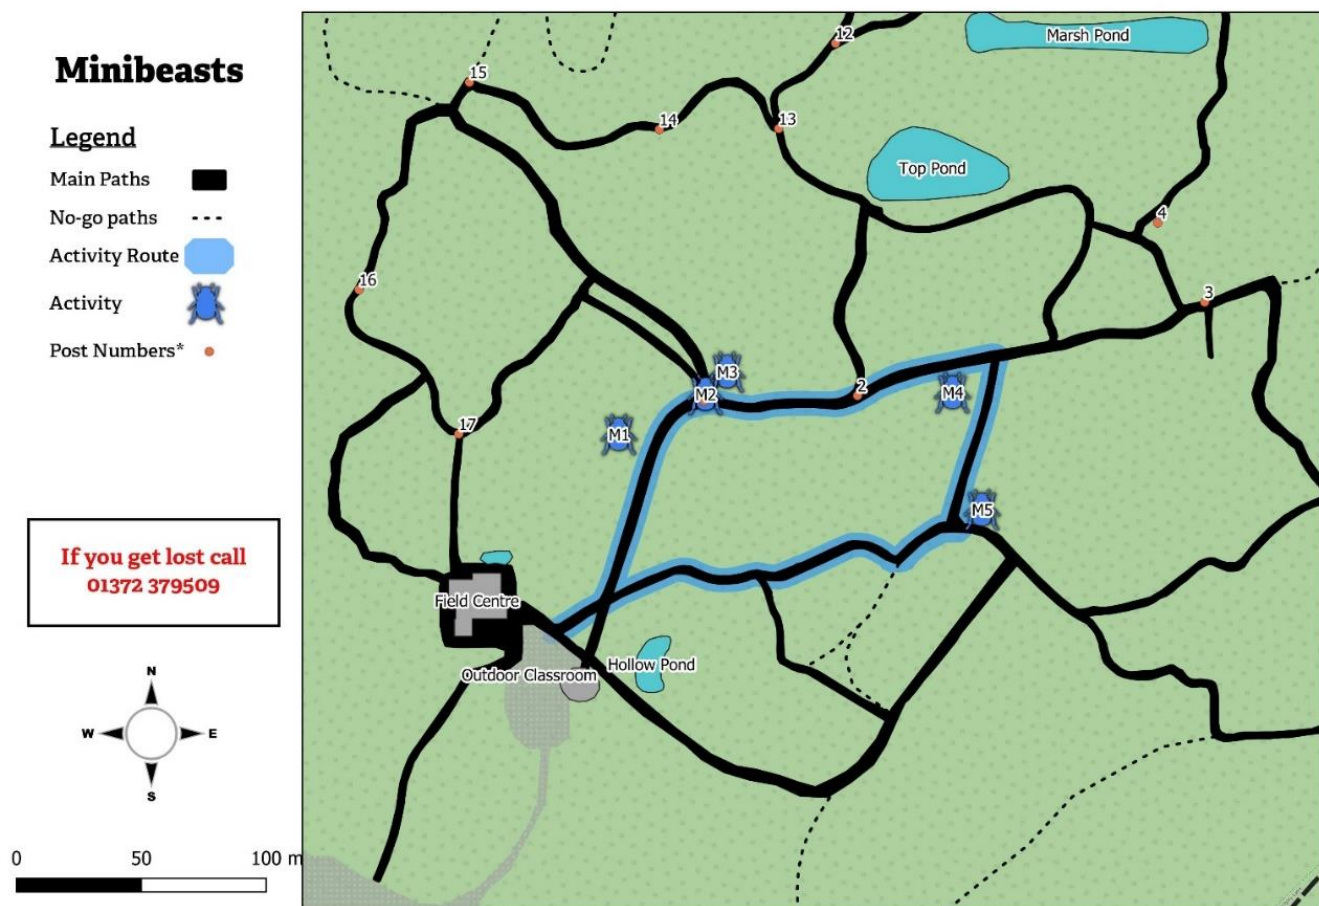 Minibeasts
Legend
Main Paths
No-go paths
Activity Route
Activity
Post Numbers*
If you get lost call
01372 379509
N
W E
S
0 50 100 m
12
Marsh Pond
15
14
13
Top Pond
4
16
3
M3
M2
2
M4
M1
17
M5
Field Centre
Hollow Pond
Outdoor Classroom